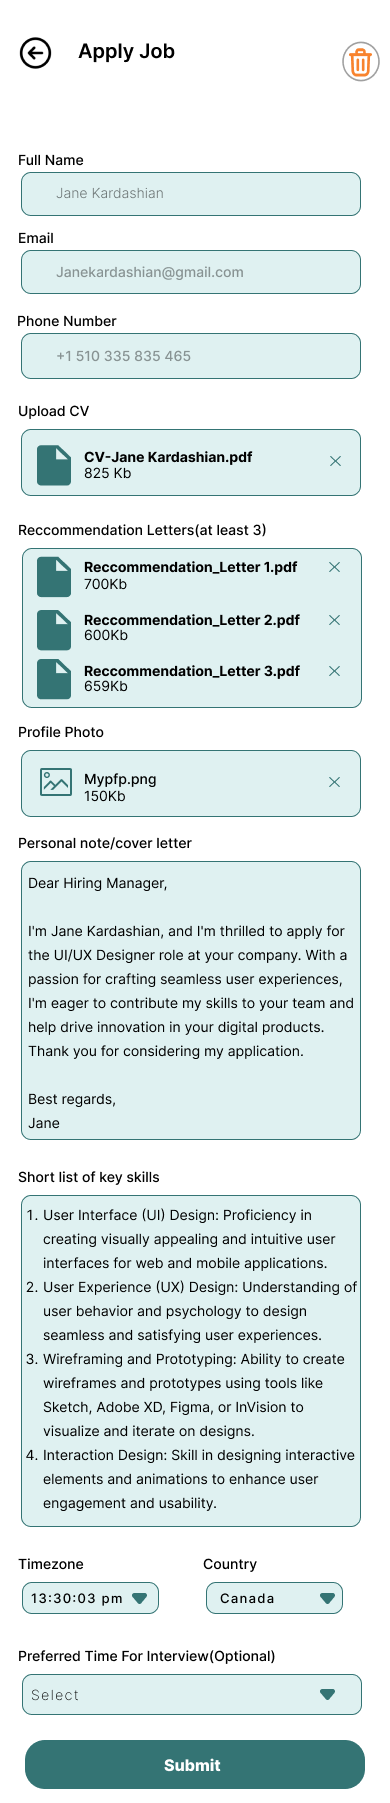 Apply Job
Full Name
Jane Kardashian
Email
Janekardashian@gmail.com
Phone Number
+1 510 335 835 465
Upload CV
CV-Jane Kardashian.pdf
825 Kb
Reccommendation Letters(at least 3)
Reccommendation_Letter 1.pdf
700Kb
Reccommendation_Letter 2.pdf
600Kb
Reccommendation_Letter 3.pdf
659Kb
Profile Photo
Mypfp.png
150Kb
Personal note/cover letter
Dear Hiring Manager,
I'm Jane Kardashian, and I'm thrilled to apply for
the UI/UX Designer role at your company. With a
passion for crafting seamless user experiences,
I'm eager to contribute my skills to your team and
help drive innovation in your digital products.
Thank you for considering my application.
Best regards,
Jane
Short list of key skills
1. User Interface (UI) Design: Proficiency in
creating visually appealing and intuitive user
interfaces for web and mobile applications.
2. User Experience (UX) Design: Understanding of
user behavior and psychology to design
seamless and satisfying user experiences.
3. Wireframing and Prototyping: Ability to create
wireframes and prototypes using tools like
Sketch, Adobe XD, Figma, or InVision to
visualize and iterate on designs.
4. Interaction Design: Skill in designing interactive
elements and animations to enhance user
engagement and usability.
Timezone Country
13:30:03 pm Canada
Preferred Time For Interview(Optional)
Select
Submit